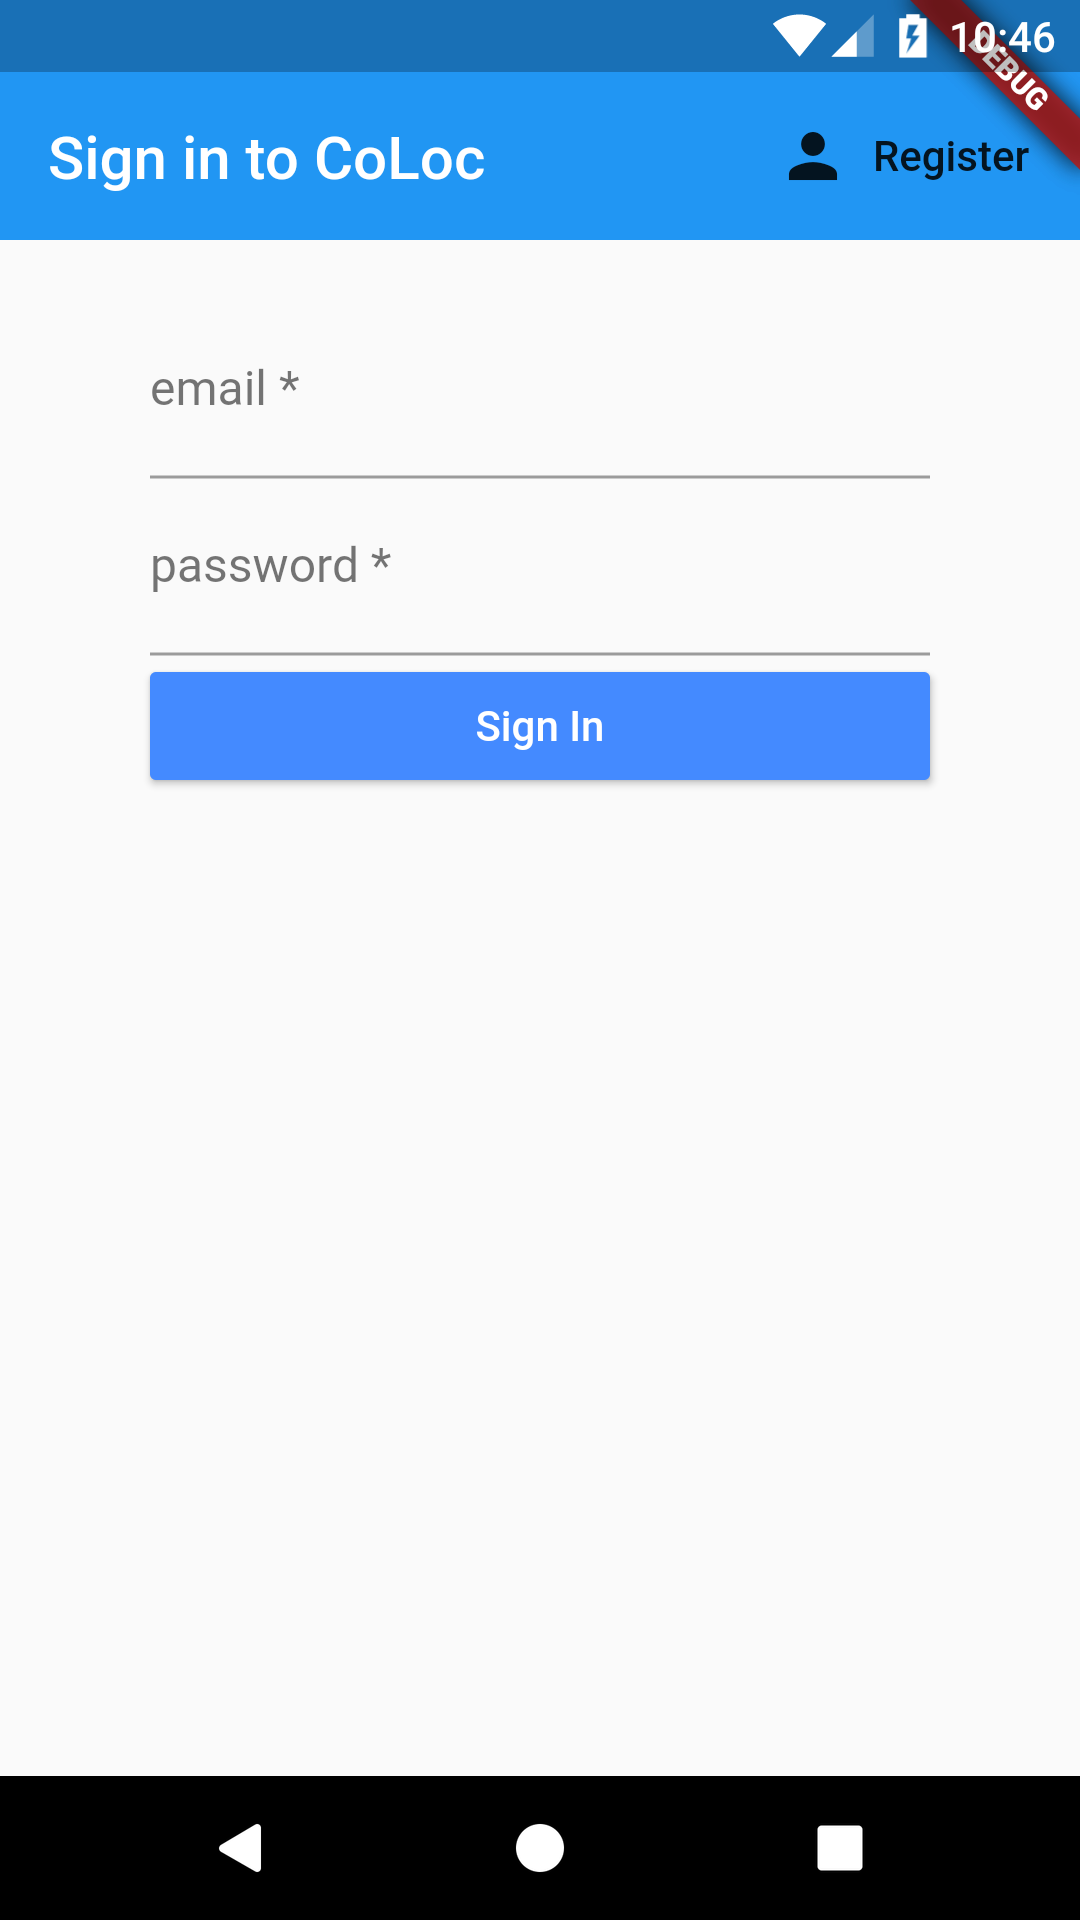 10:46
DEBUG
Sign in to CoLoc
Register
email *
password *
Sign In